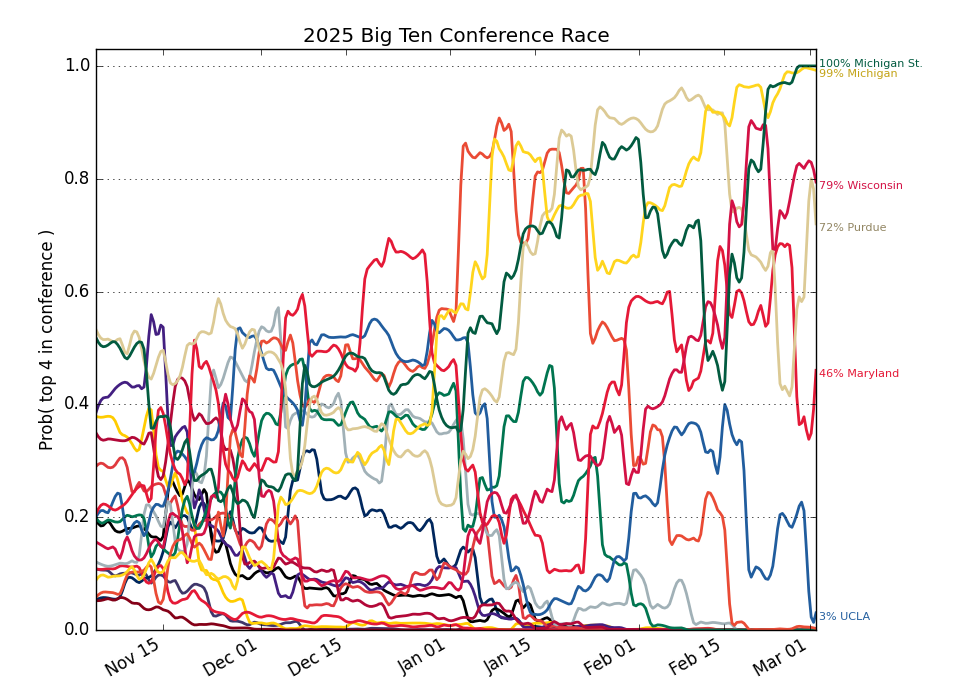 2025 Big Ten Conference Race
Prob( top 4 in conference )
1.0
0.8
0.6
0.4
0.2
0.0
Nov 15
Dec 01
Dec 15
Jan 01
Jan 15
Feb 01
Feb 15
Mar 01
100% Michigan St.
99% Michigan
79% Wisconsin
72% Purdue
46% Maryland
3% UCLA